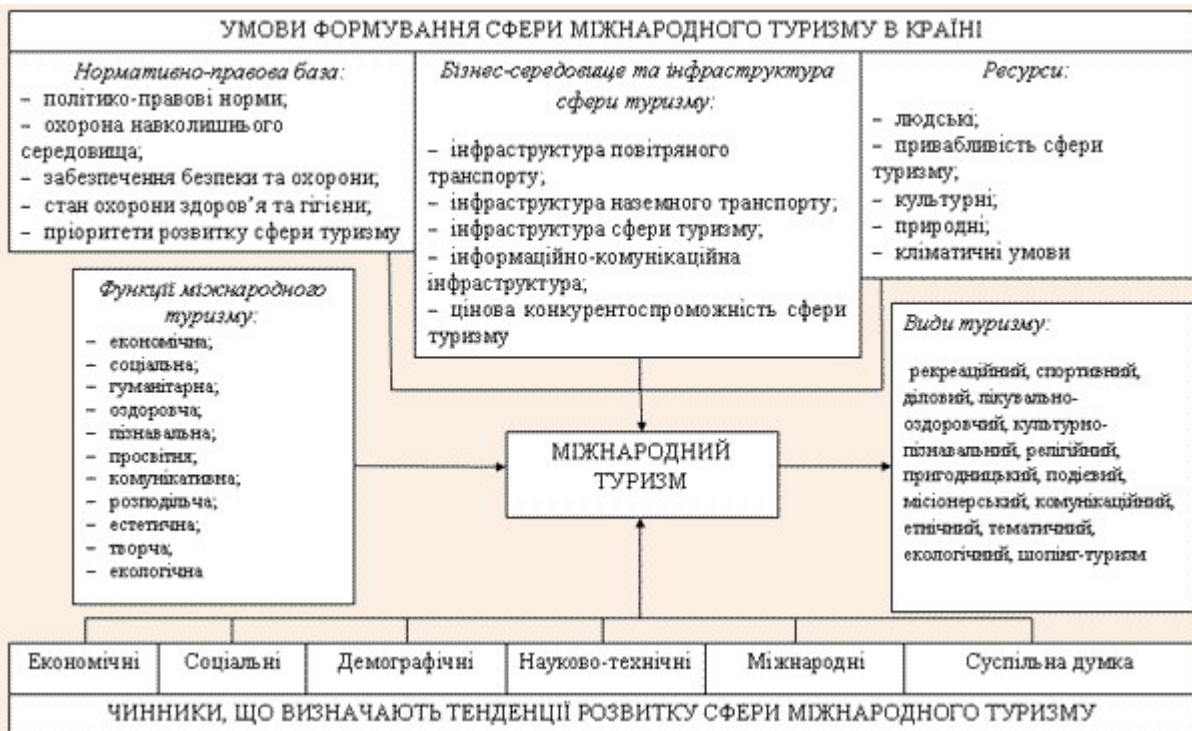 УМОВИ ФОРМУВАННЯ СФЕРИ МІЖНАРОДНОГО ТУРИЗМУ В КРАЇНІ
Нормативно-правова база:
– політико-правові норми;
– охорона навколишнього
середовища;
– забезпечення безпеки та охорони;
– стан охорони здоров’я та гігієни;
– пріоритети розвитку сфери туризму
Бізнес-середовище та інфраструктура
сфери туризму:
– інфраструктура повітряного
транспорту;
– інфраструктура наземного транспорту;
– інфраструктура сфери туризму;
– інформаційно-комунікаційна
інфраструктура;
– цінова конкурентоспроможність сфери
туризму
Ресурси:
– людські;
– привабливість сфери
туризму;
– культурні;
– природні;
– кліматичні умови
Функції міжнародного
туризму:
– економічна;
– соціальна;
– гуманітарна;
– оздоровча;
– пізнавальна;
– просвітня;
– комунікативна;
– розподільча;
– естетична;
– творча;
– екологічна
МІЖНАРОДНИЙ
ТУРИЗМ
Види туризму:
рекреаційний, спортивний,
діловий, лікувально-
оздоровчий, культурно-
пізнавальний, релігійний,
пригодницький, подієвий,
місіонерський, комунікаційний,
етнічний, тематичний,
екологічний, шопінг-туризм
Економічні
Соціальні
Демографічні
Науково-технічні
Міжнародні
Суспільна думка
ЧИННИКИ, ЩО ВИЗНАЧАЮТЬ ТЕНДЕНЦІЇ РОЗВИТКУ СФЕРИ МІЖНАРОДНОГО ТУРИЗМУ